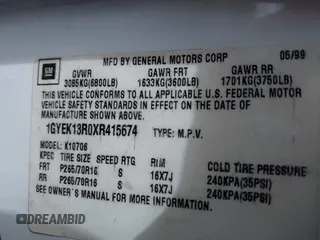 GM
MFD BY GENERAL MOTORS CORP 05/99
GVWR GAWR FRT GAWR RR
3085KG(6800LB) 1633KG(3600LB) 1701KG(3750LB)
THIS VEHICLE CONFORMS TO ALL APPLICABLE U.S. FEDERAL MOTOR
VEHICLE SAFETY STANDARDS IN EFFECT ON THE DATE OF
MANUFACTURE SHOWN ABOVE.
1GYEK13R0XR415674 TYPE: M.P.V.
MODEL: K10706
KPEC TIRE SIZE SPEED RTG RIM COLD TIRE PRESSURE
FRT P265/70R16 S 16X7J 240KPA(35PSI)
RR P265/70R16 S 16X7J 240KPA(35PSI)
SEE OWNER'S MANUAL FOR MORE INFORMATION.
DREAMBID